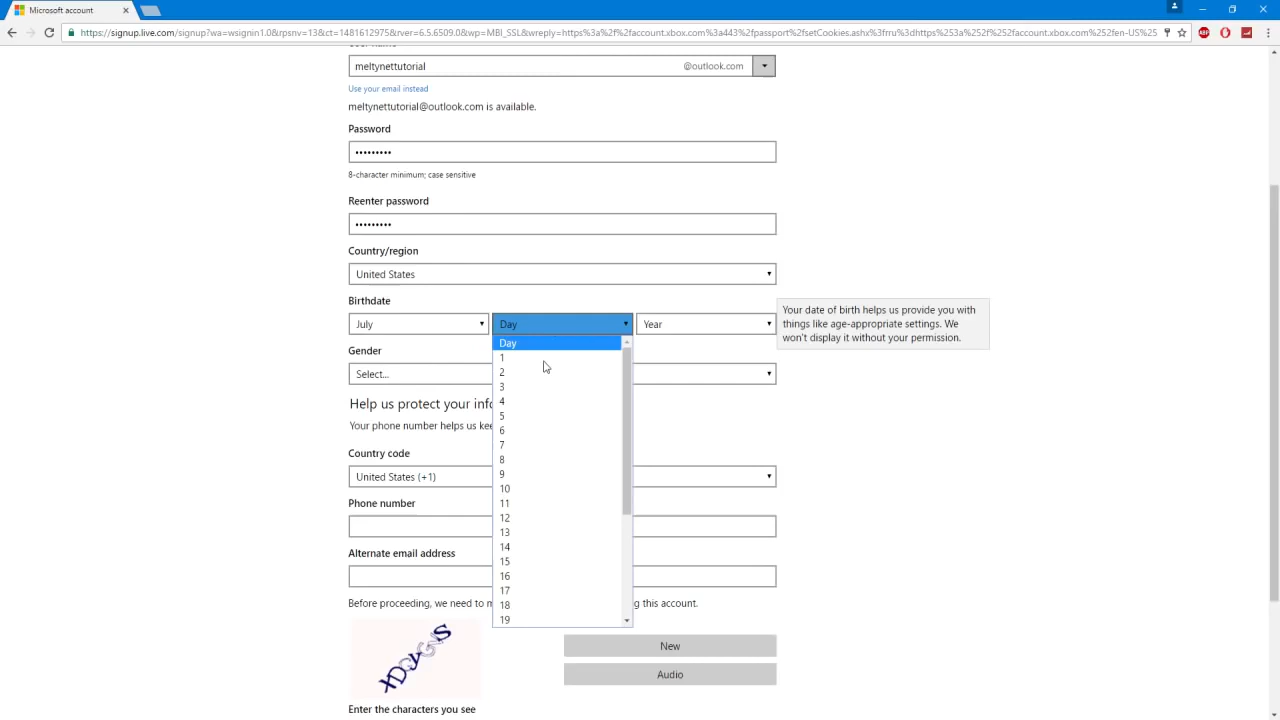 Microsoft account
https://signup.live.com/signup?wa=wsignin1.0&rpsnv=13&ct=1481612975&rver=6.5.6509.0&wp=MBI_SSL&wreply=https%3a%2f%2faccount.xbox.com%3a443%2fpassport%2fsetCookies.ashx%3fru%3dhttps%253a%252f%252faccount.xbox.com%252fen-US%25
meltynettutorial @outlook.com
Use your email instead
meltynettutorial@outlook.com is available.
Password
8-character minimum; case sensitive
Reenter password
Country/region
United States
Birthdate
July Day Year
Your date of birth helps us provide you with
things like age-appropriate settings. We
won't display it without your permission.
Day
1
2
3
4
5
6
7
8
9
10
11
12
13
14
15
16
17
18
19
Gender
Select...
Help us protect your
Your phone number helps us
Country code
United States (+1)
Phone number
Alternate email address
Before proceeding, we need to
this account.
New
Audio
Enter the characters you see